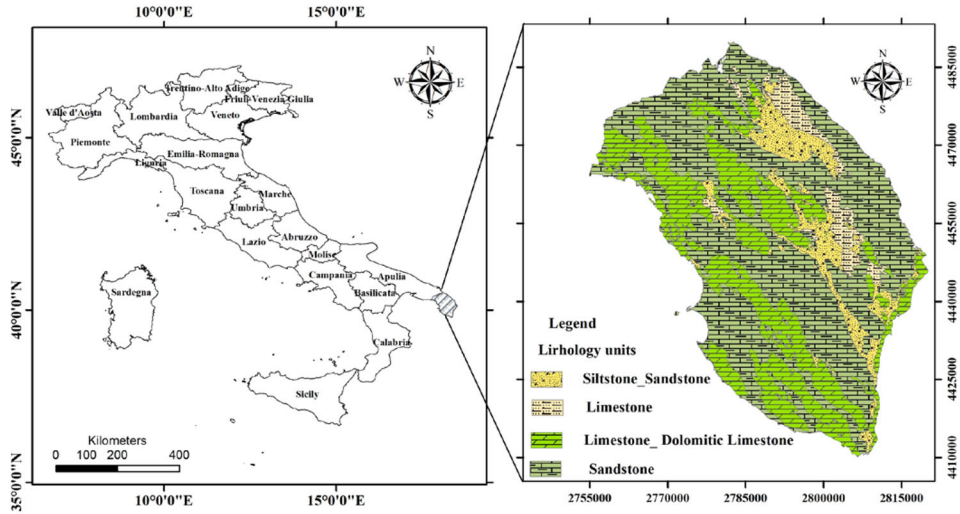 10°0'0"E
15°0'0"E
N
W
E
S
Trentino-Alto Adige
Friuli-Venezia Giulia
Valle d'Aosta
Lombardia
Veneto
Piemonte
Emilia-Romagna
Liguria
Toscana
Marche
Umbria
Lazio
Abruzzo
Molise
Campania
Apulia
Basilicata
Sardegna
Calabria
Sicily
Kilometers
0
100
200
400
45°0'0"N
40°0'0"N
35°0'0"N
10°0'0"E
15°0'0"E
N
W
E
S
4485000
4470000
4455000
4440000
4425000
4410000
Legend
Lirhology units
Siltstone_Sandstone
Limestone
Limestone_ Dolomitic Limestone
Sandstone
2755000
2770000
2785000
2800000
2815000